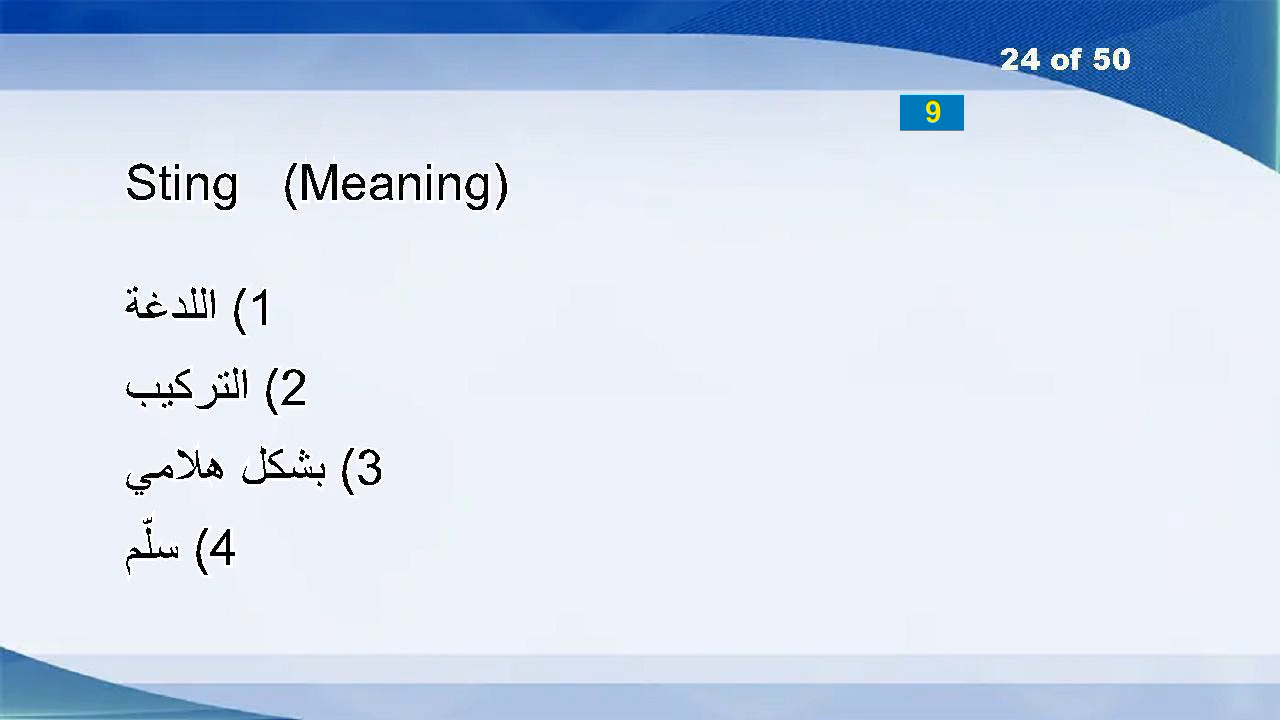 24 of 50
9
Sting (Meaning)
1) اللدغة
2) التركيب
3) بشكل هلامي
4) سلّم